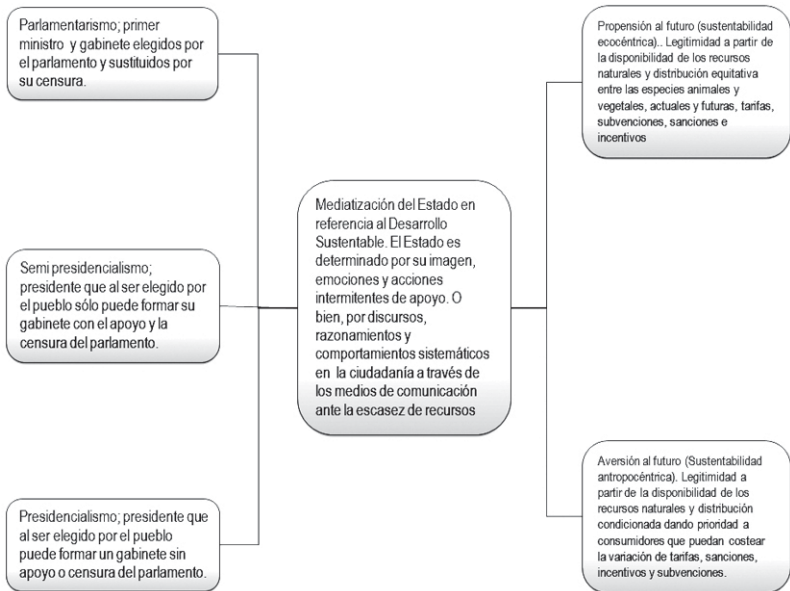 Parlamentarismo; primer
ministro y gabinete elegidos por
el parlamento y sustituidos por
su censura.
Semi presidencialismo;
presidente que al ser elegido por
el pueblo sólo puede formar su
gabinete con el apoyo y la
censura del parlamento.
Presidencialismo; presidente que
al ser elegido por el pueblo
puede formar un gabinete sin
apoyo o censura del parlamento.
Mediatización del Estado en
referencia al Desarrollo
Sustentable. El Estado es
determinado por su imagen,
emociones y acciones
intermitentes de apoyo. O
bien, por discursos,
razonamientos y
comportamientos sistemáticos
en la ciudadanía a través de
los medios de comunicación
ante la escasez de recursos
Propensión al futuro (sustentabilidad
ecocéntrica).. Legitimidad a partir de
la disponibilidad de los recursos
naturales y distribución equitativa
entre las especies animales y
vegetales, actuales y futuras, tarifas,
subvenciones, sanciones e
incentivos
Aversión al futuro (Sustentabilidad
antropocéntrica). Legitimidad a
partir de la disponibilidad de los
recursos naturales y distribución
condicionada dando prioridad a
consumidores que puedan costear
la variación de tarifas, sanciones,
incentivos y subvenciones.